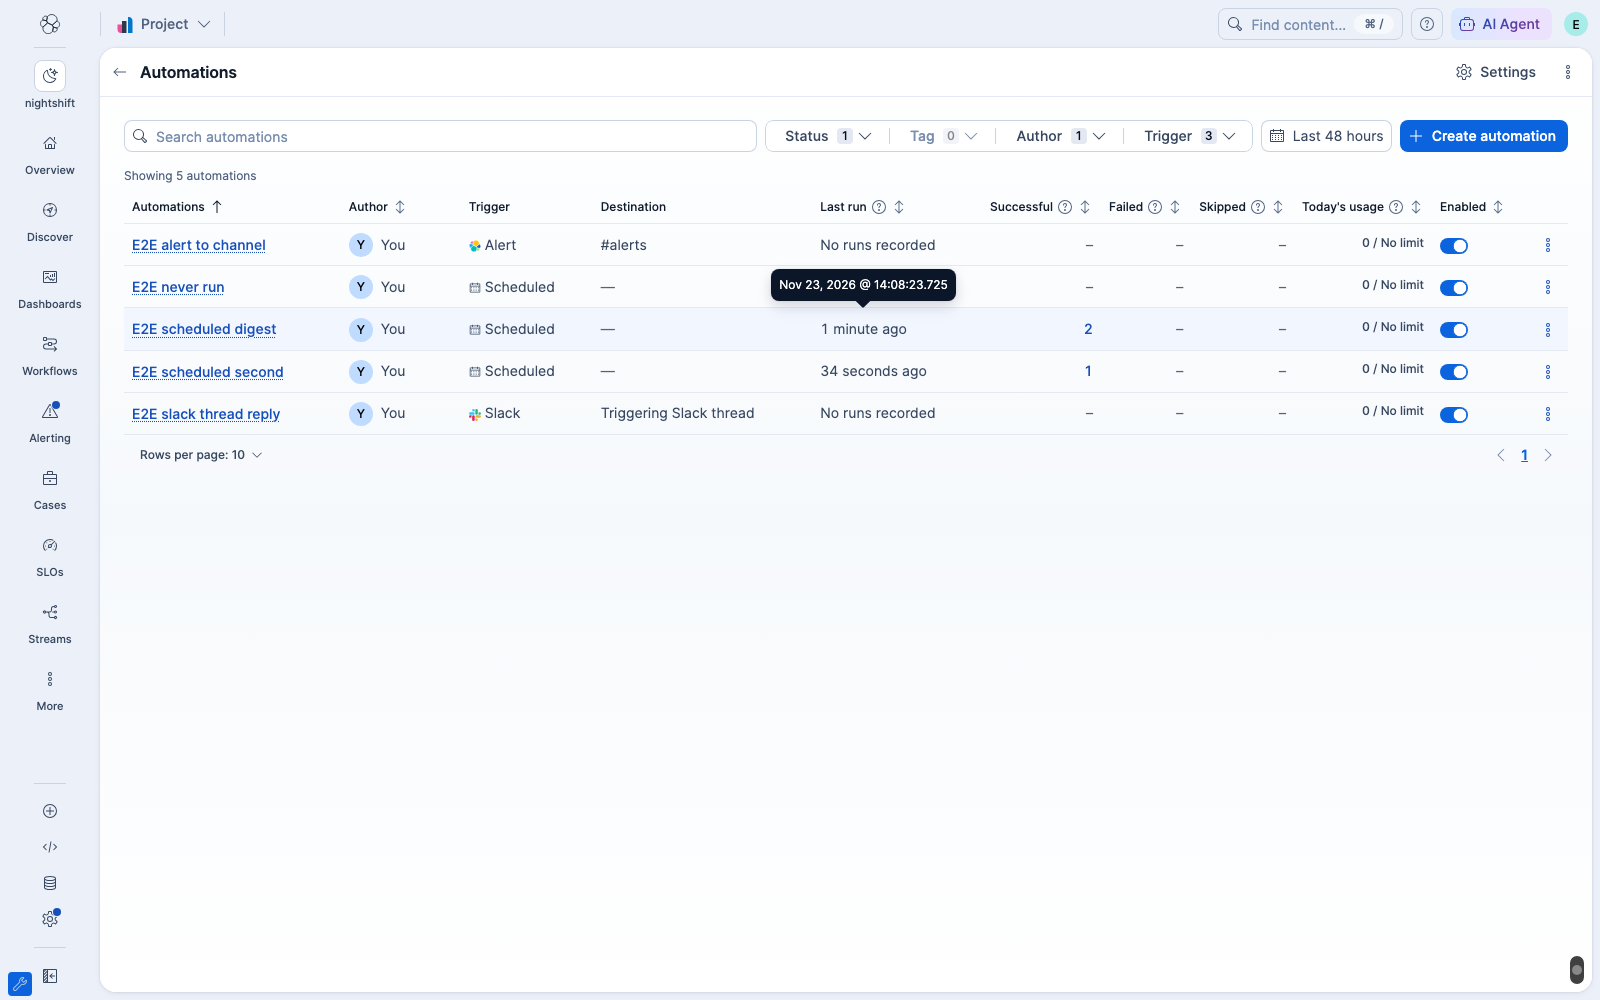 Project
Find content... ⌘ /
AI Agent
E
nightshift
Overview
Discover
Dashboards
Workflows
Alerting
Cases
SLOs
Streams
More
Automations
Settings
Search automations
Status 1
Tag 0
Author 1
Trigger 3
Last 48 hours
Create automation
Showing 5 automations
Automations Author Trigger Destination Last run Successful Failed Skipped Today's usage Enabled
E2E alert to channel Y You Alert #alerts No runs recorded – – – 0 / No limit
E2E never run Y You Scheduled — – – – 0 / No limit
Nov 23, 2026 @ 14:08:23.725
E2E scheduled digest Y You Scheduled — 1 minute ago 2 – – 0 / No limit
E2E scheduled second Y You Scheduled — 34 seconds ago 1 – – 0 / No limit
E2E slack thread reply Y You Slack Triggering Slack thread No runs recorded – – – 0 / No limit
Rows per page: 10
1